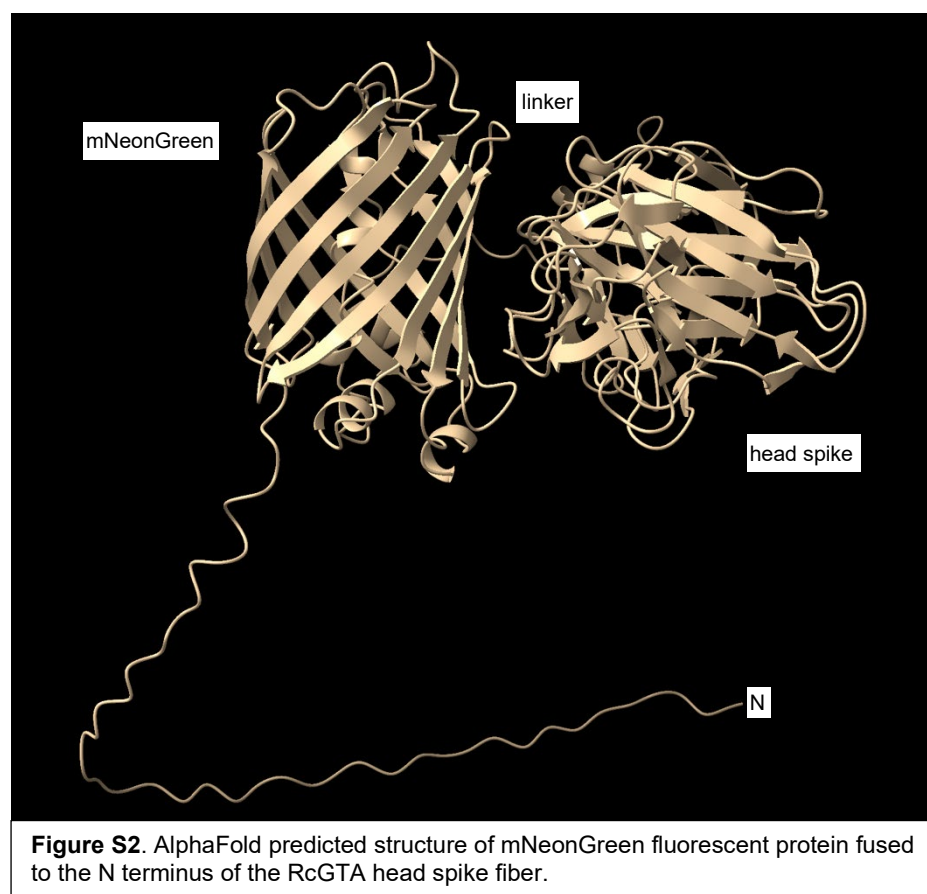 linker
mNeonGreen
head spike
N
Figure S2. AlphaFold predicted structure of mNeonGreen fluorescent protein fused
to the N terminus of the RcGTA head spike fiber.